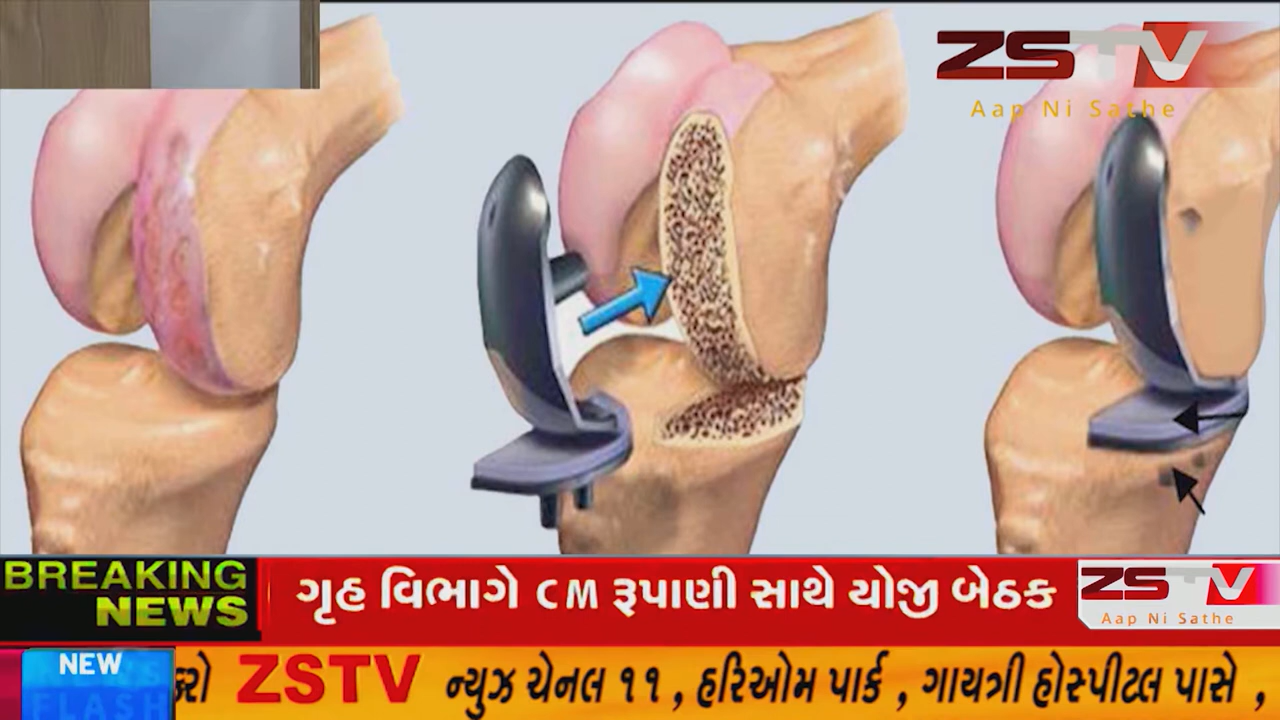 ZSTV
Aap Ni Sathe
BREAKING NEWS
ગૃહ વિભાગે CM રૂપાણી સાથે યોજી બેઠક
ZSTV
Aap Ni Sathe
NEW
FLASH
ZSTV ન્યુઝ ચેનલ ૧૧ , હરિઓમ પાર્ક , ગાયત્રી હોસ્પીટલ પાસે ,